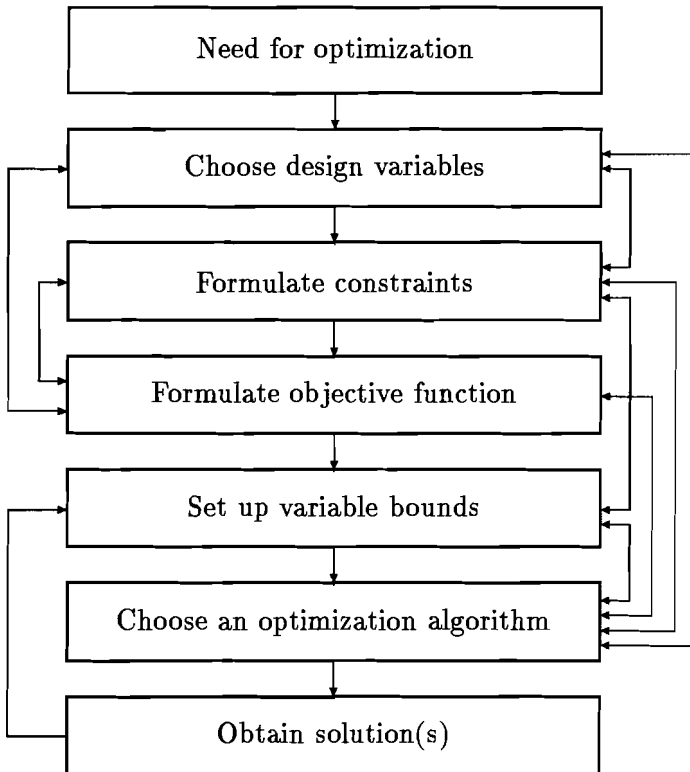 Need for optimization
Choose design variables
Formulate constraints
Formulate objective function
Set up variable bounds
Choose an optimization algorithm
Obtain solution(s)